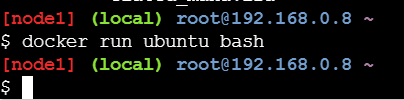 [node1] (local) root@192.168.0.8 ~
$ docker run ubuntu bash
[node1] (local) root@192.168.0.8 ~
$